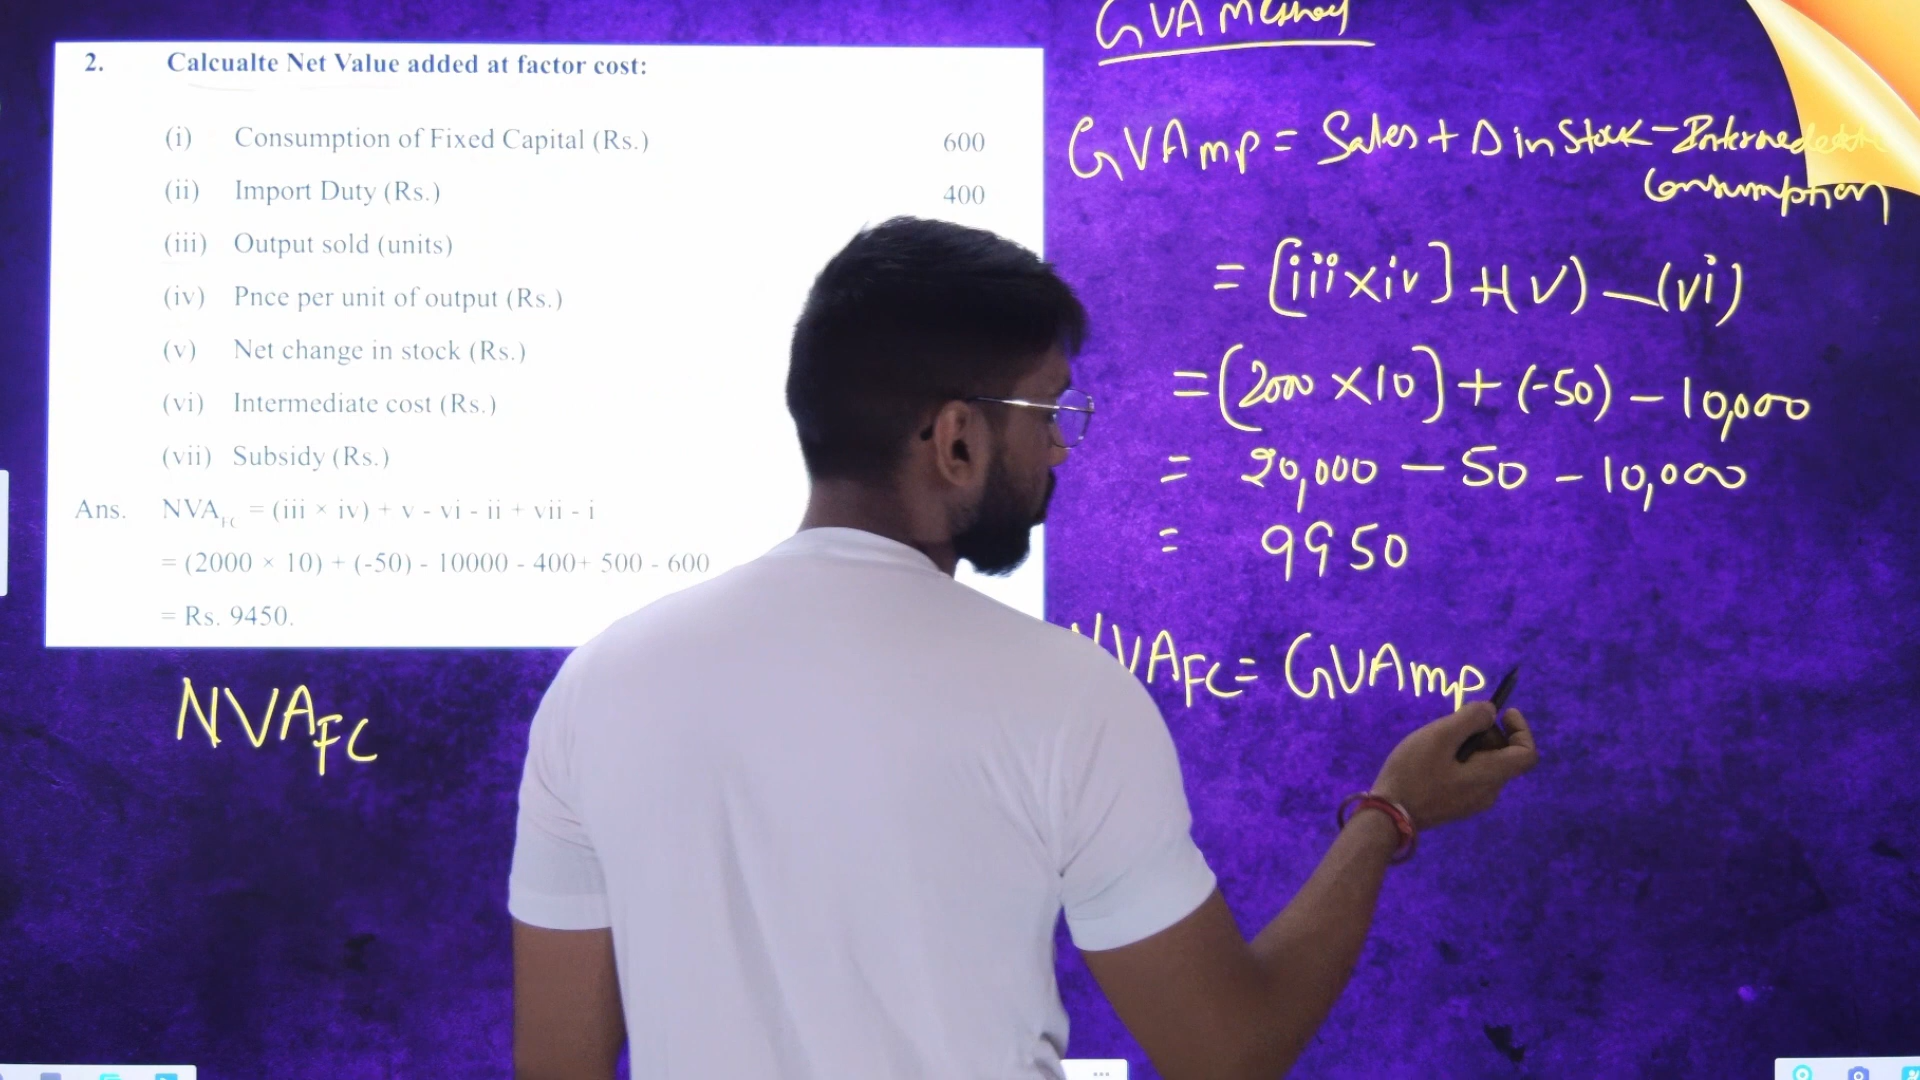 2. Calcualte Net Value added at factor cost:
(i) Consumption of Fixed Capital (Rs.) 600
(ii) Import Duty (Rs.) 400
(iii) Output sold (units)
(iv) Pnce per unit of output (Rs.)
(v) Net change in stock (Rs.)
(vi) Intermediate cost (Rs.)
(vii) Subsidy (Rs.)
Ans. NVA FC = (iii × iv) + v - vi - ii + vii - i
= (2000 × 10) + (-50) - 10000 - 400+ 500 - 600
= Rs. 9450.
NVAFC
GVA Method
GVAmp = Sales + Δ in Stock - Intermediate
Consumption
= [iii×iv] +(v) - (vi)
= (2000 ×10] + (-50) - 10,000
= 20,000 - 50 - 10,000
= 9950
NVAFC = GVAmp